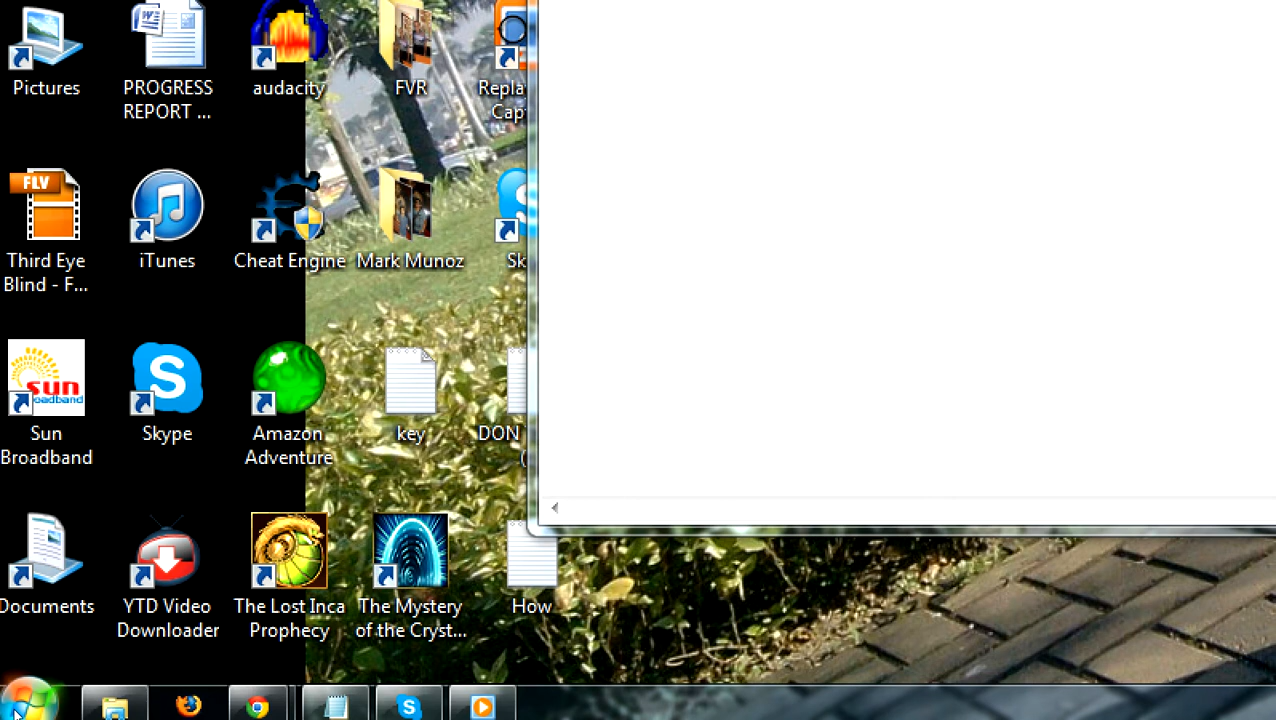 Pictures
PROGRESS
REPORT ...
audacity
FVR
Repla
Capt
FLV
Third Eye
Blind - F...
iTunes
Cheat Engine
Mark Munoz
Sk
sun
oadband
Sun
Broadband
Skype
Amazon
Adventure
key
DON
(
Documents
YTD Video
Downloader
The Lost Inca
Prophecy
The Mystery
of the Cryst...
How